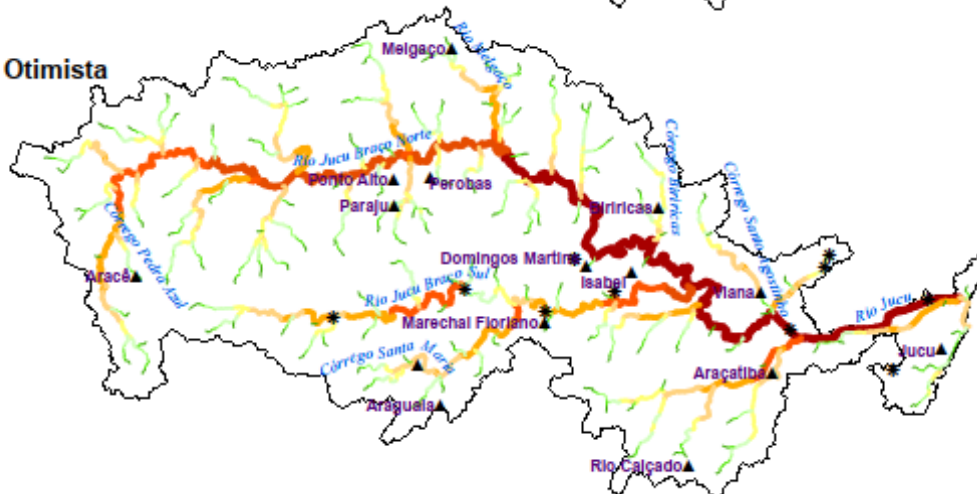 Otimista
Melgaço
Rio Melgaço
Rio Jucu Braço Norte
Ponto Alto
Perobas
Paraju
Biriricas
Córrego Biriricas
Córrego Santo Agostinho
Córrego Pedra Azul
Aracê
Domingos Martins
Isabel
Viana
Rio Jucu Braço Sul
Marechal Floriano
Rio Jucu
Jucu
Córrego Santa Maria
Araçatiba
Araguaia
Rio Calçado